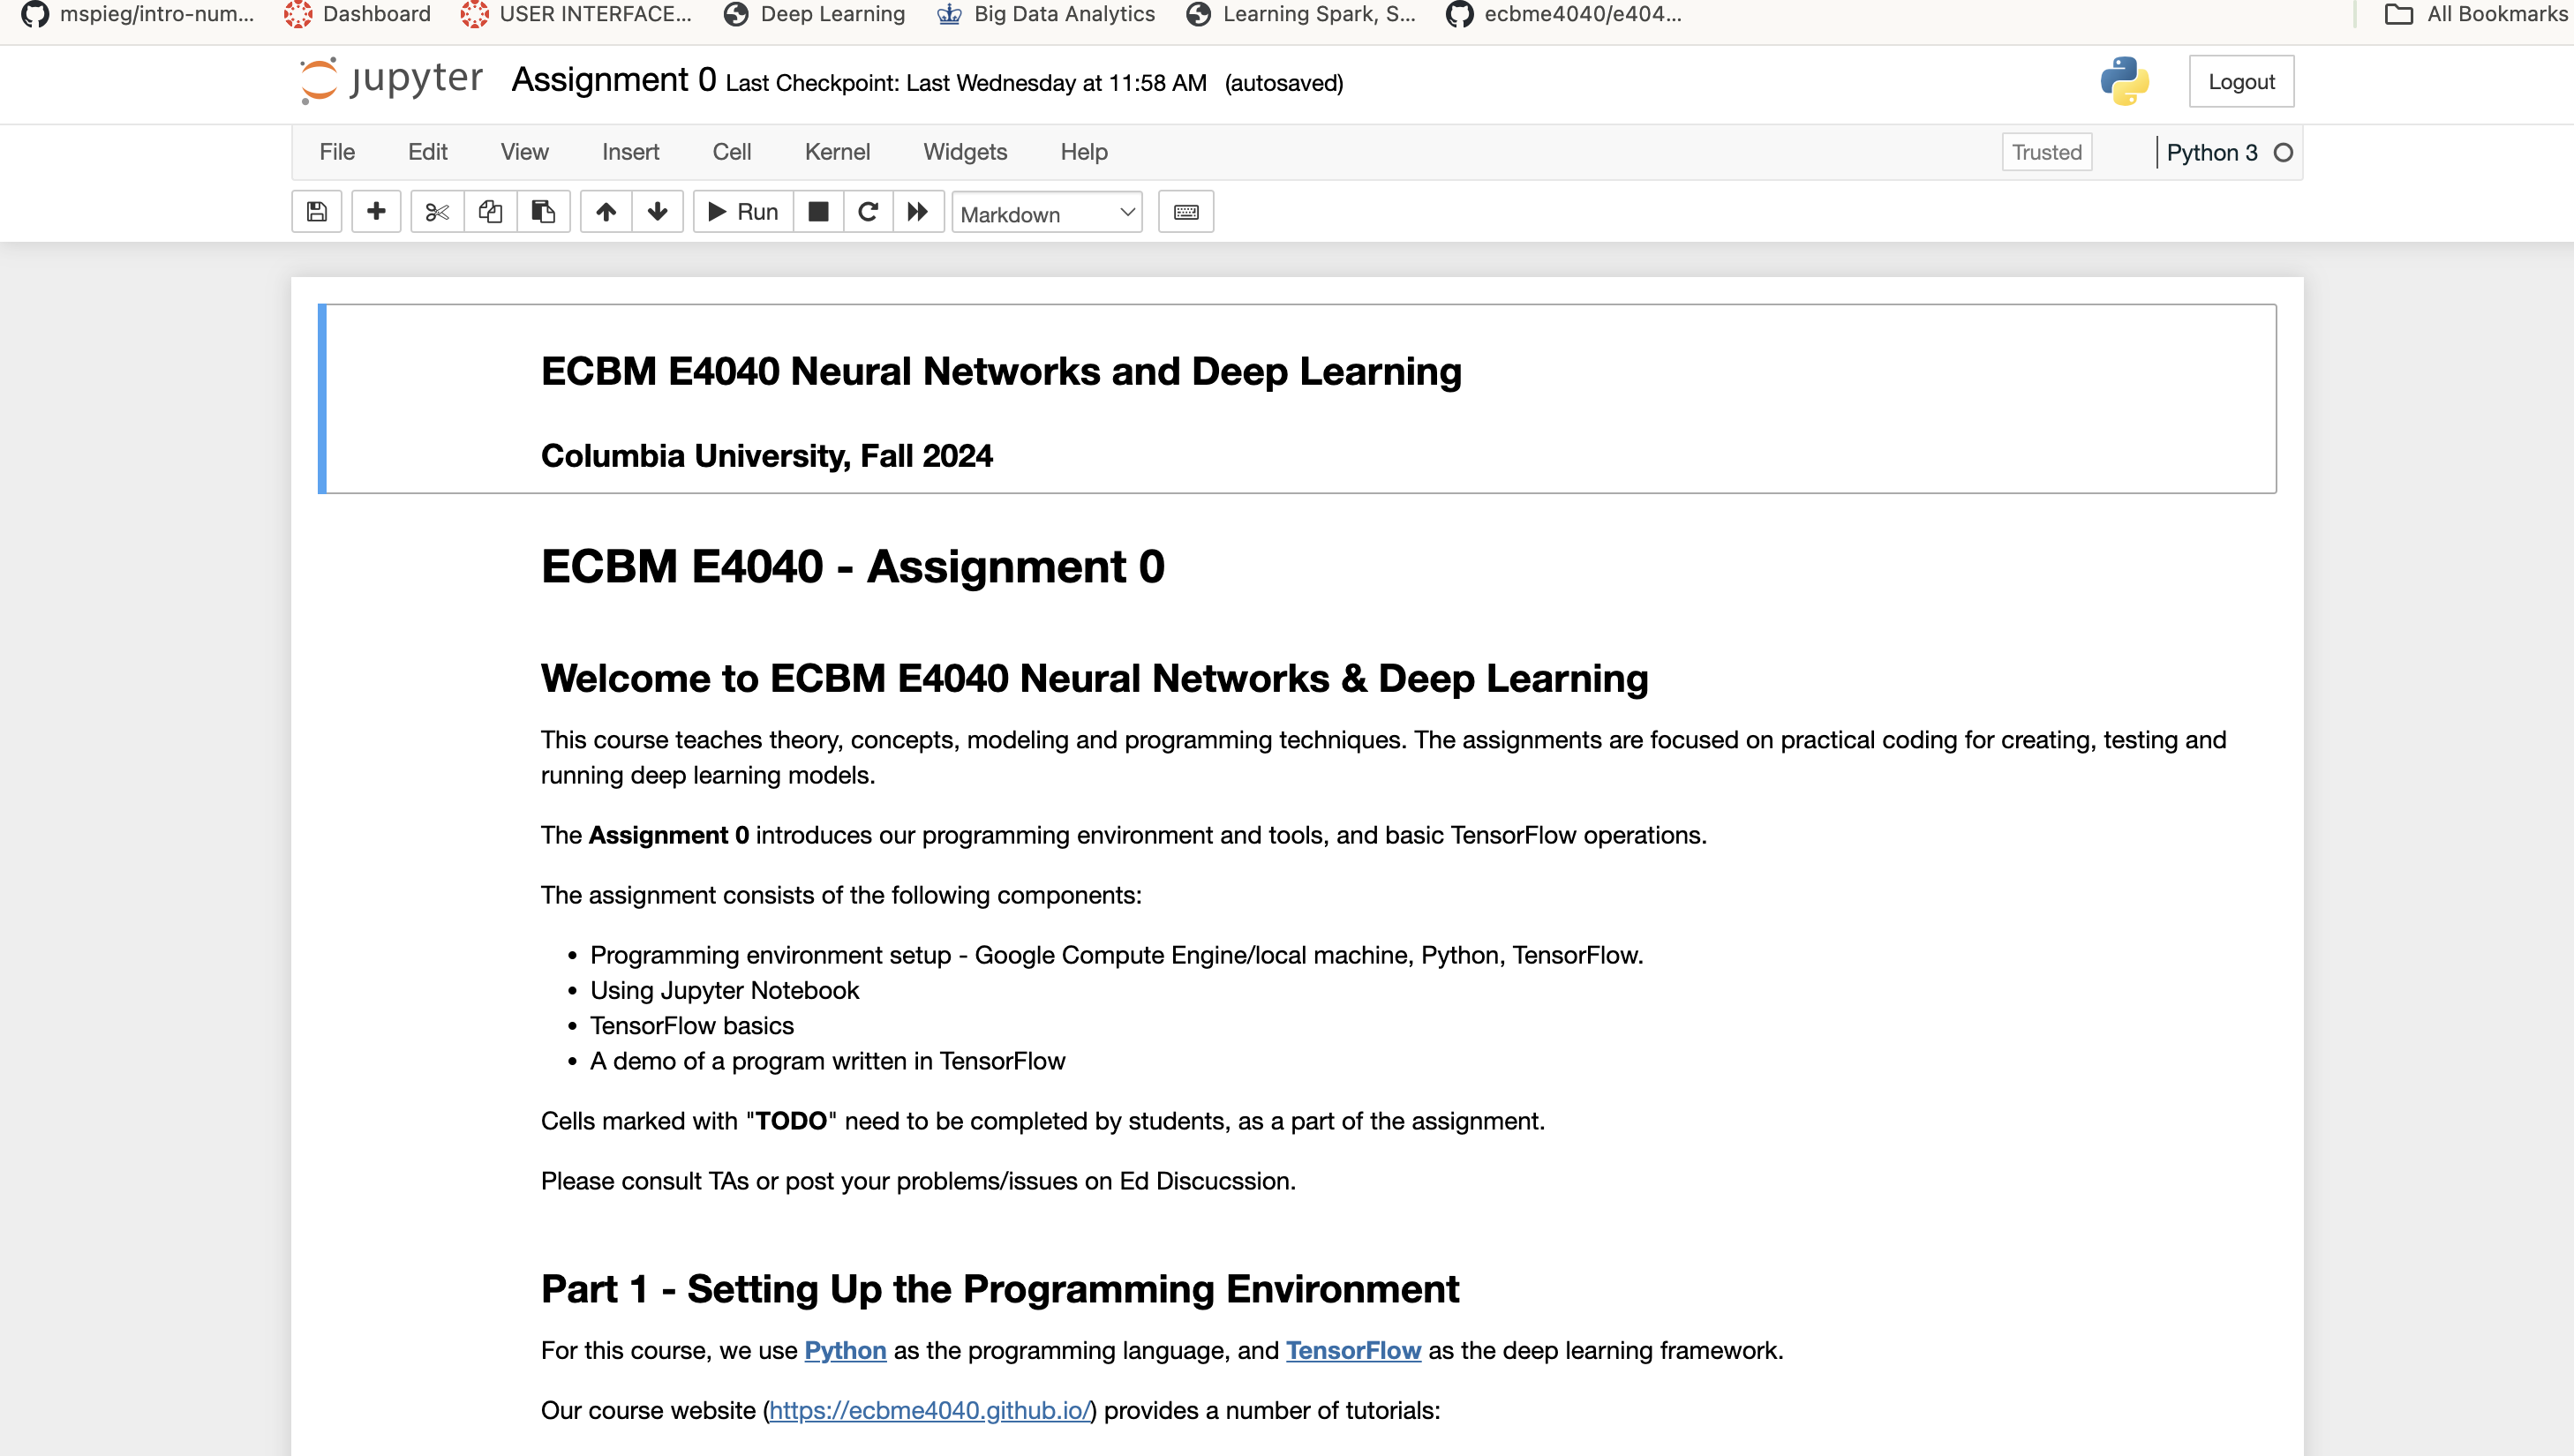 mspieg/intro-num... Dashboard USER INTERFACE... Deep Learning Big Data Analytics Learning Spark, S... ecbme4040/e404... All Bookmarks
jupyter Assignment 0 Last Checkpoint: Last Wednesday at 11:58 AM (autosaved) Logout
File Edit View Insert Cell Kernel Widgets Help Trusted Python 3
Run Markdown
ECBM E4040 Neural Networks and Deep Learning
Columbia University, Fall 2024
ECBM E4040 - Assignment 0
Welcome to ECBM E4040 Neural Networks & Deep Learning
This course teaches theory, concepts, modeling and programming techniques. The assignments are focused on practical coding for creating, testing and
running deep learning models.
The Assignment 0 introduces our programming environment and tools, and basic TensorFlow operations.
The assignment consists of the following components:
• Programming environment setup - Google Compute Engine/local machine, Python, TensorFlow.
• Using Jupyter Notebook
• TensorFlow basics
• A demo of a program written in TensorFlow
Cells marked with "TODO" need to be completed by students, as a part of the assignment.
Please consult TAs or post your problems/issues on Ed Discucssion.
Part 1 - Setting Up the Programming Environment
For this course, we use Python as the programming language, and TensorFlow as the deep learning framework.
Our course website (https://ecbme4040.github.io/) provides a number of tutorials: